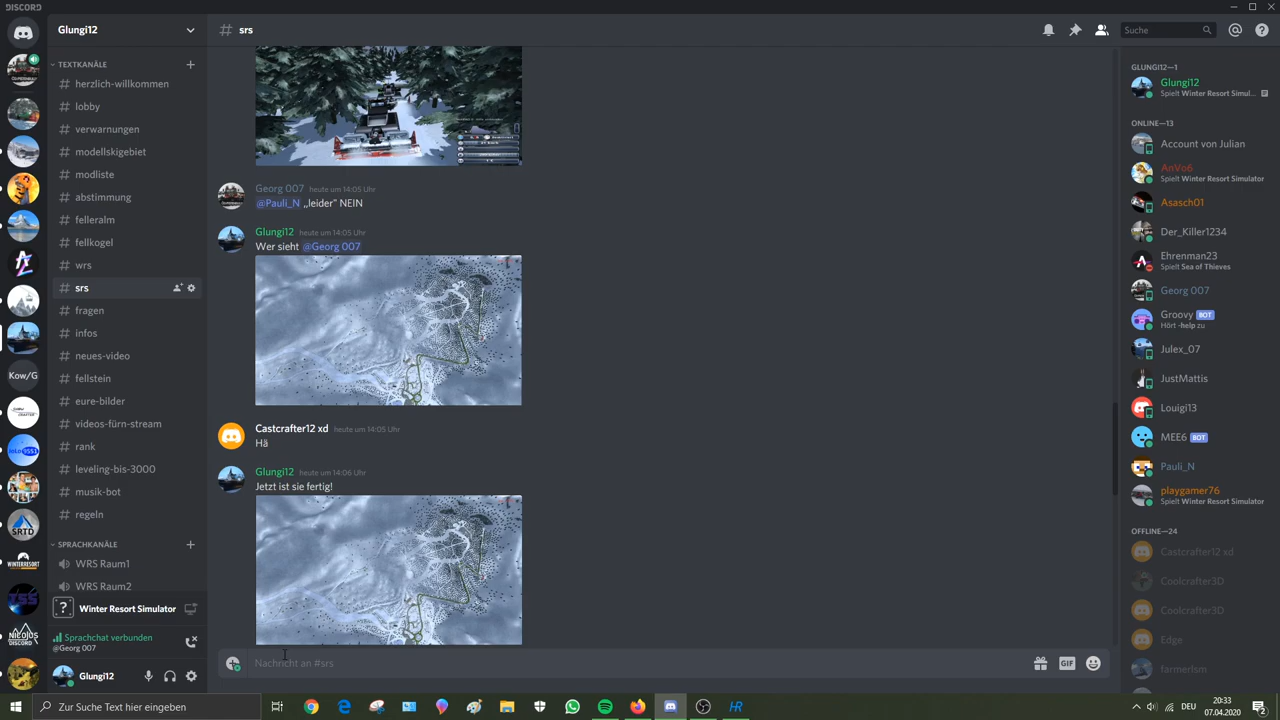 DISCORD
Glungi12
srs
Suche
TEXTKANÄLE
herzlich-willkommen
lobby
verwarnungen
modellskigebiet
modliste
abstimmung
felleralm
fellkogel
wrs
srs
fragen
infos
neues-video
fellstein
eure-bilder
videos-fürn-stream
rank
leveling-bis-3000
musik-bot
regeln
SPRACHKANÄLE
WRS Raum1
WRS Raum2
Kow/G
? Winter Resort Simulator
Sprachchat verbunden
@Georg 007
Glungi12
Georg 007 heute um 14:05 Uhr
@Pauli_N ,,leider" NEIN
Glungi12 heute um 14:05 Uhr
Wer sieht @Georg 007
Castcrafter12 xd heute um 14:05 Uhr
Hä
Glungi12 heute um 14:06 Uhr
Jetzt ist sie fertig!
Nachricht an #srs
GIF
GLUNGI12—1
Glungi12
Spielt Winter Resort Simul...
ONLINE—13
Account von Julian
AnVo6
Spielt Winter Resort Simulator
Asasch01
Der_Killer1234
Ehrenman23
Spielt Sea of Thieves
Georg 007
Groovy BOT
Hört -help zu
Julex_07
JustMattis
Louigi13
MEE6 BOT
Pauli_N
playgamer76
Spielt Winter Resort Simulator
OFFLINE—24
Castcrafter12 xd
Coolcrafter3D
Coolcrafter3D
Edge
farmerlsm
Zur Suche Text hier eingeben
HR
DEU
20:33
07.04.2020